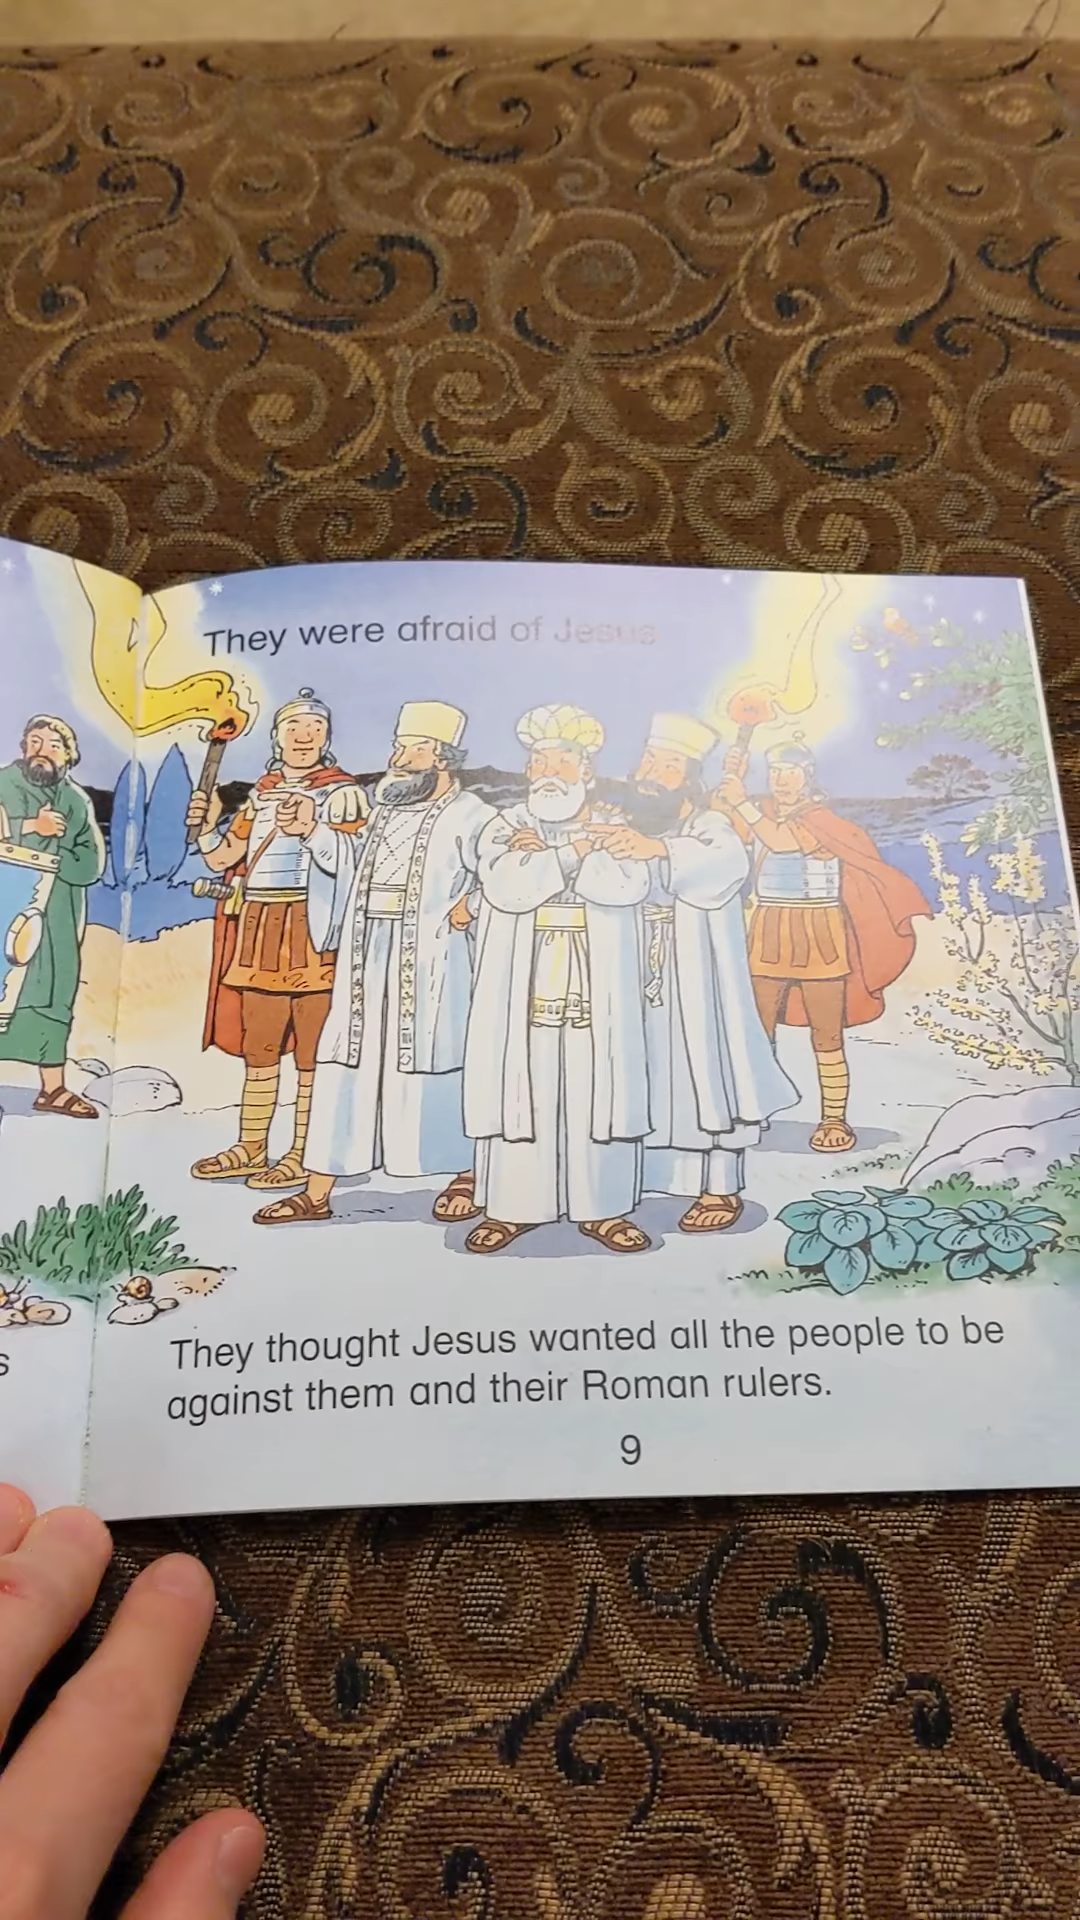 They were afraid of Jesus
s
They thought Jesus wanted all the people to be
against them and their Roman rulers.
9